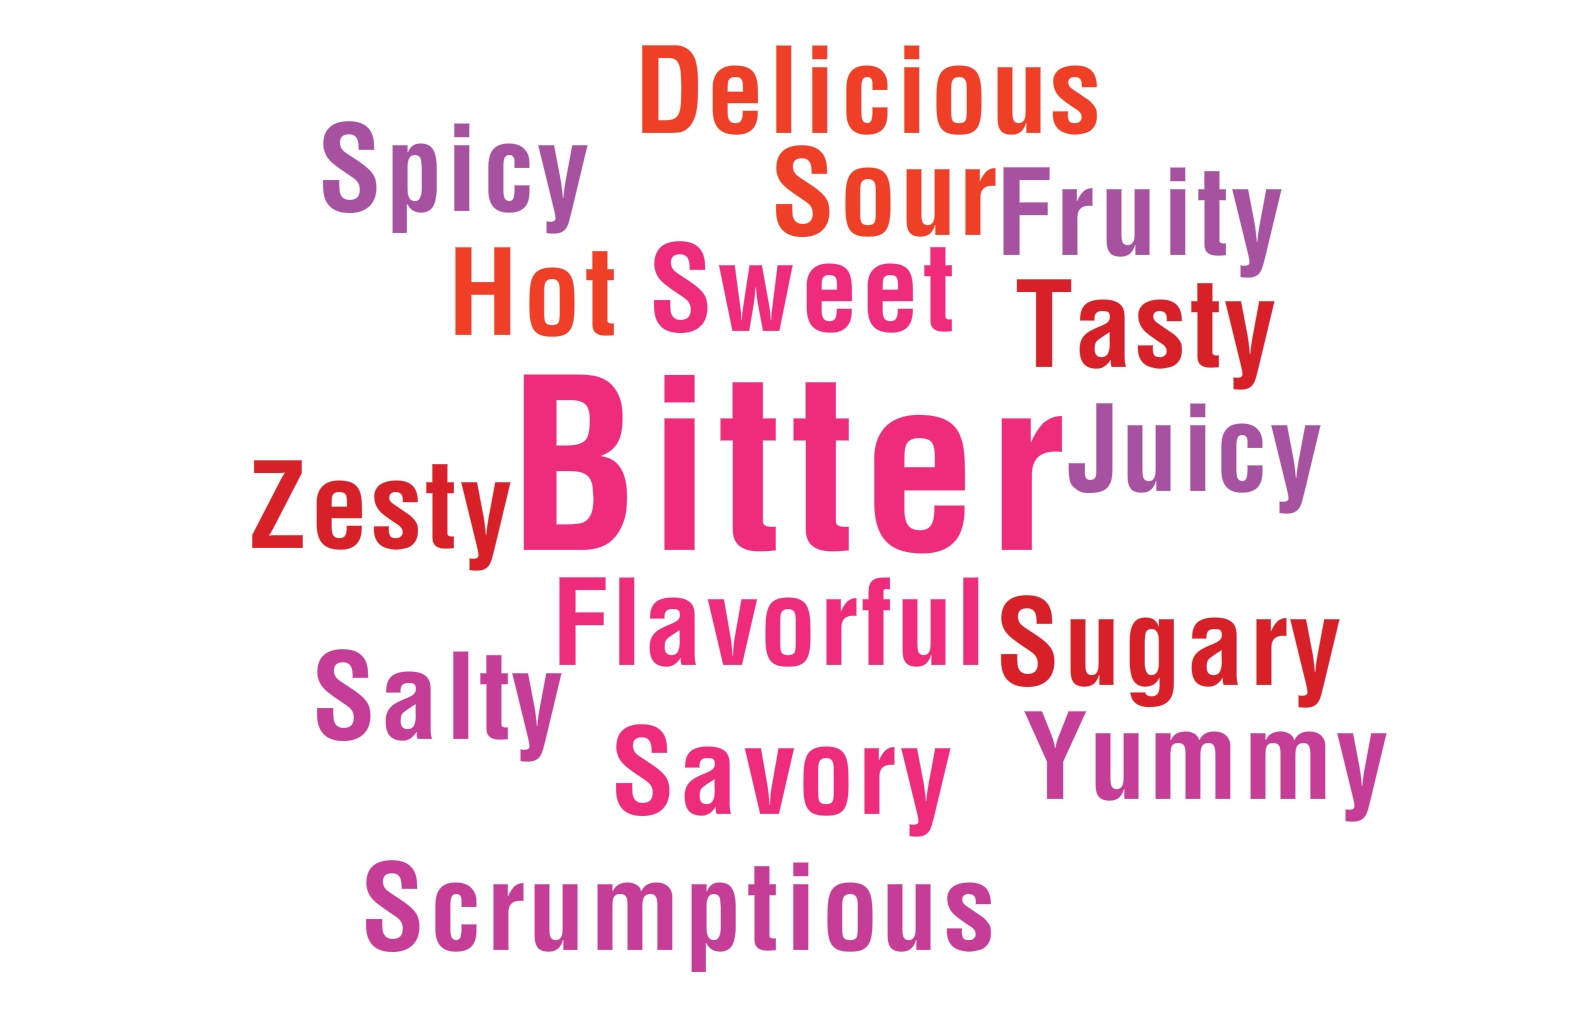 Delicious
Spicy
Sour
Fruity
Hot
Sweet
Tasty
Bitter
Juicy
Zesty
Flavorful
Sugary
Salty
Savory
Yummy
Scrumptious